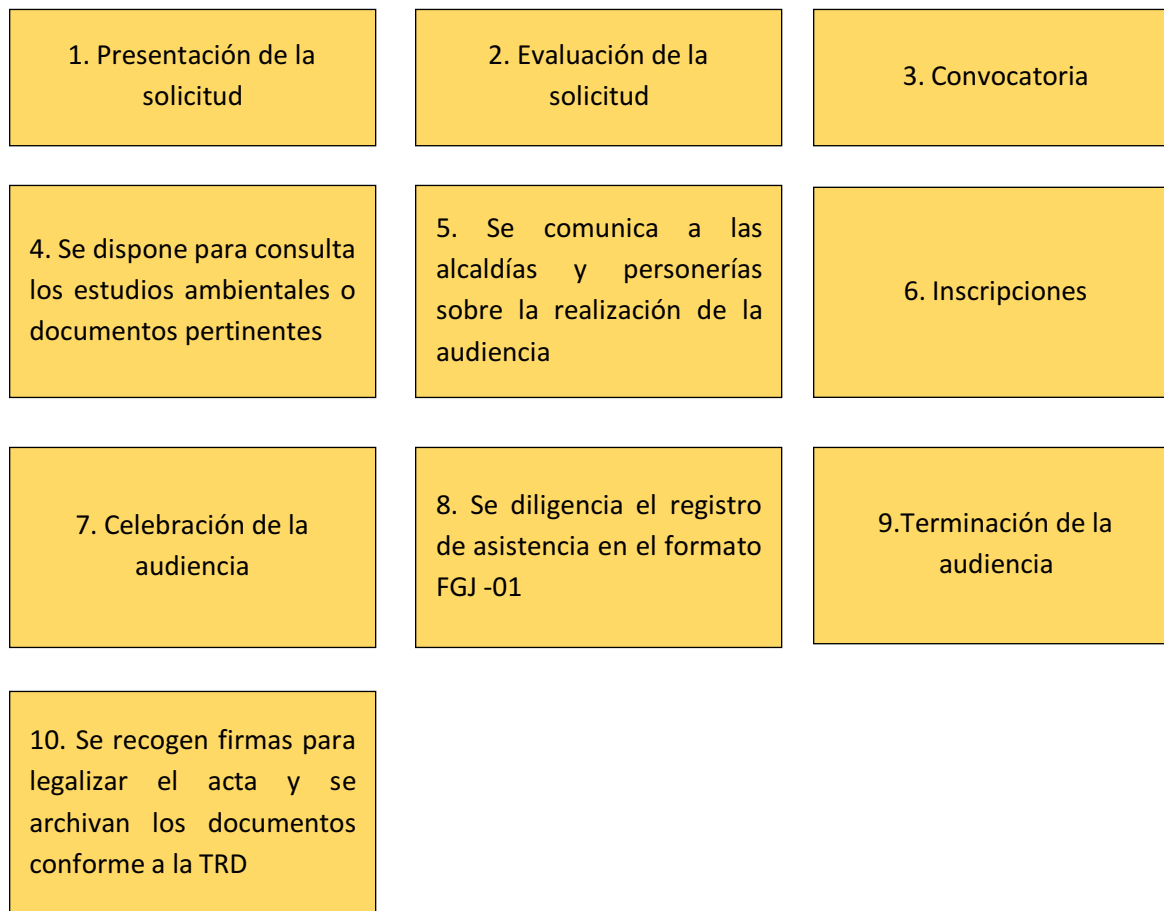 1. Presentación de la
solicitud
2. Evaluación de la
solicitud
3. Convocatoria
4. Se dispone para consulta
los estudios ambientales o
documentos pertinentes
5. Se comunica a las
alcaldías y personerías
sobre la realización de la
audiencia
6. Inscripciones
7. Celebración de la
audiencia
8. Se diligencia el registro
de asistencia en el formato
FGJ -01
9.Terminación de la
audiencia
10. Se recogen firmas para
legalizar el acta y se
archivan los documentos
conforme a la TRD